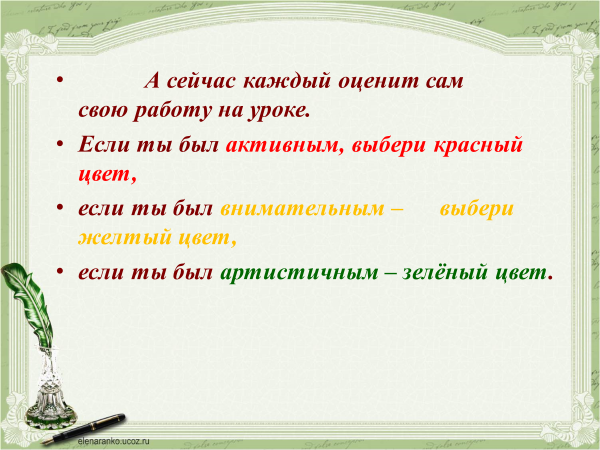 • А сейчас каждый оценит сам
свою работу на уроке.
• Если ты был активным, выбери красный
цвет,
• если ты был внимательным – выбери
желтый цвет,
• если ты был артистичным – зелёный цвет.
elenaranko.ucoz.ru